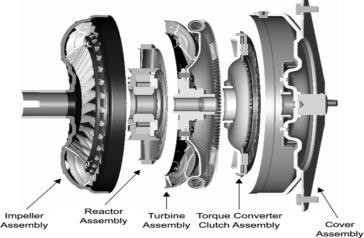 Impeller
Assembly
Reactor
Assembly
Turbine
Assembly
Torque Converter
Clutch Assembly
Cover
Assembly